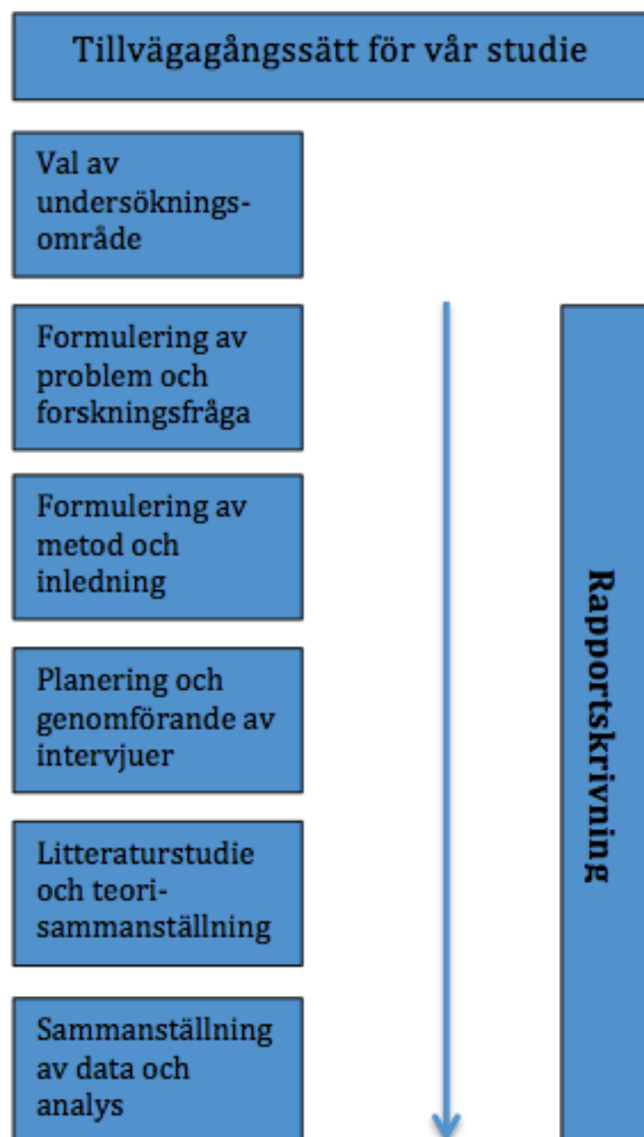 Tillvägagångssätt för vår studie
Val av
undersöknings-
område
Formulering av
problem och
forskningsfråga
Formulering av
metod och
inledning
Planering och
genomförande av
intervjuer
Litteraturstudie
och teori-
sammanställning
Sammanställning
av data och
analys
Rapportskrivning